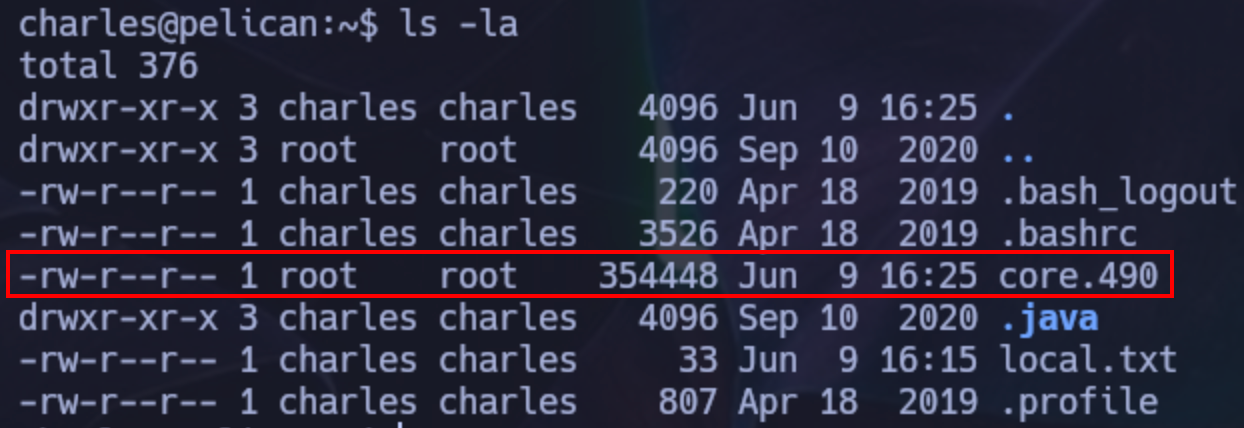 charles@pelican:~$ ls -la
total 376
drwxr-xr-x 3 charles charles   4096 Jun  9 16:25 .
drwxr-xr-x 3 root    root      4096 Sep 10  2020 ..
-rw-r--r-- 1 charles charles    220 Apr 18  2019 .bash_logout
-rw-r--r-- 1 charles charles   3526 Apr 18  2019 .bashrc
-rw-r--r-- 1 root    root    354448 Jun  9 16:25 core.490
drwxr-xr-x 3 charles charles   4096 Sep 10  2020 .java
-rw-r--r-- 1 charles charles     33 Jun  9 16:15 local.txt
-rw-r--r-- 1 charles charles    807 Apr 18  2019 .profile